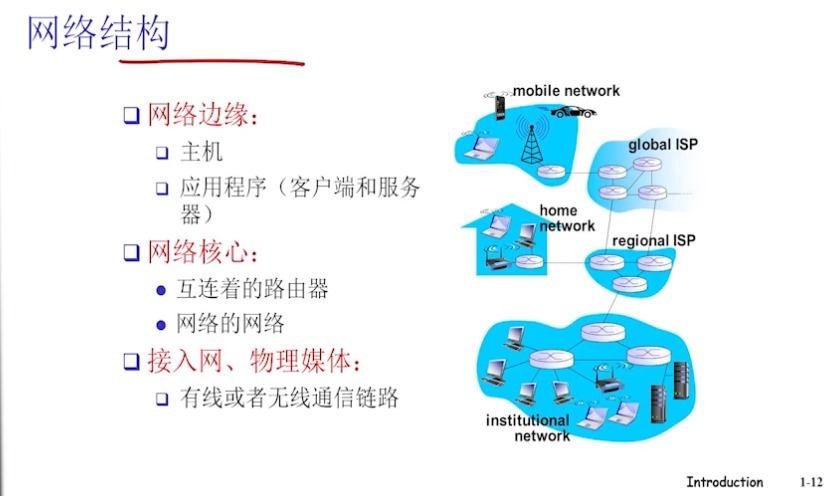 网络结构
网络边缘：
主机
应用程序（客户端和服务
器）
网络核心：
互连着的路由器
网络的网络
接入网、物理媒体：
有线或者无线通信链路
mobile network
global ISP
home
network
regional ISP
institutional
network
Introduction 1-12